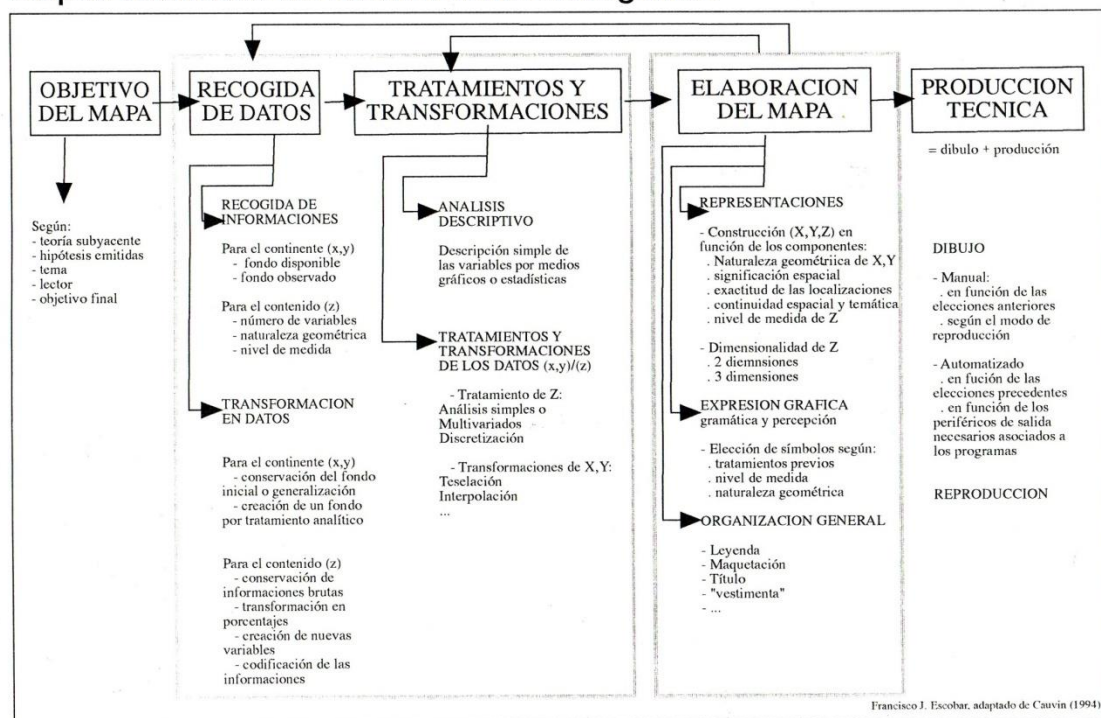 OBJETIVO
DEL MAPA
Según:
- teoría subyacente
- hipótesis emitidas
- tema
- lector
- objetivo final
RECOGIDA
DE DATOS
RECOGIDA DE
INFORMACIONES
Para el continente (x,y)
- fondo disponible
- fondo observado
Para el contenido (z)
- número de variables
- naturaleza geométrica
- nivel de medida
TRANSFORMACION
EN DATOS
Para el continente (x,y)
- conservación del fondo
inicial o generalización
- creación de un fondo
por tratamiento analítico
Para el contenido (z)
- conservación de
informaciones brutas
- transformación en
porcentajes
- creación de nuevas
variables
- codificación de las
informaciones
TRATAMIENTOS Y
TRANSFORMACIONES
ANALISIS
DESCRIPTIVO
Descripción simple de
las variables por medios
gráficos o estadísticas
TRATAMIENTOS Y
TRANSFORMACIONES
DE LOS DATOS (x,y)/(z)
- Tratamiento de Z:
Análisis simples o
Multivariados
Discretización
- Transformaciones de X,Y:
Teselación
Interpolación
...
ELABORACION
DEL MAPA
REPRESENTACIONES
- Construcción (X,Y,Z) en
función de los componentes:
. Naturaleza geométriica de X,Y
. significación espacial
. exactitud de las localizaciones
. continuidad espacial y temática
. nivel de medida de Z
- Dimensionalidad de Z
. 2 diemnsiones
. 3 dimensiones
EXPRESION GRAFICA
gramática y percepción
- Elección de símbolos según:
. tratamientos previos
. nivel de medida
. naturaleza geométrica
ORGANIZACION GENERAL
- Leyenda
- Maquetación
- Título
- "vestimenta"
- ...
PRODUCCION
TECNICA
= dibulo + producción
DIBUJO
- Manual:
. en función de las
elecciones anteriores
. según el modo de
reproducción
- Automatizado
. en fución de las
elecciones precedentes
. en función de los
periféricos de salida
necesarios asociados a
los programas
REPRODUCCION
Francisco J. Escobar, adaptado de Cauvin (1994)